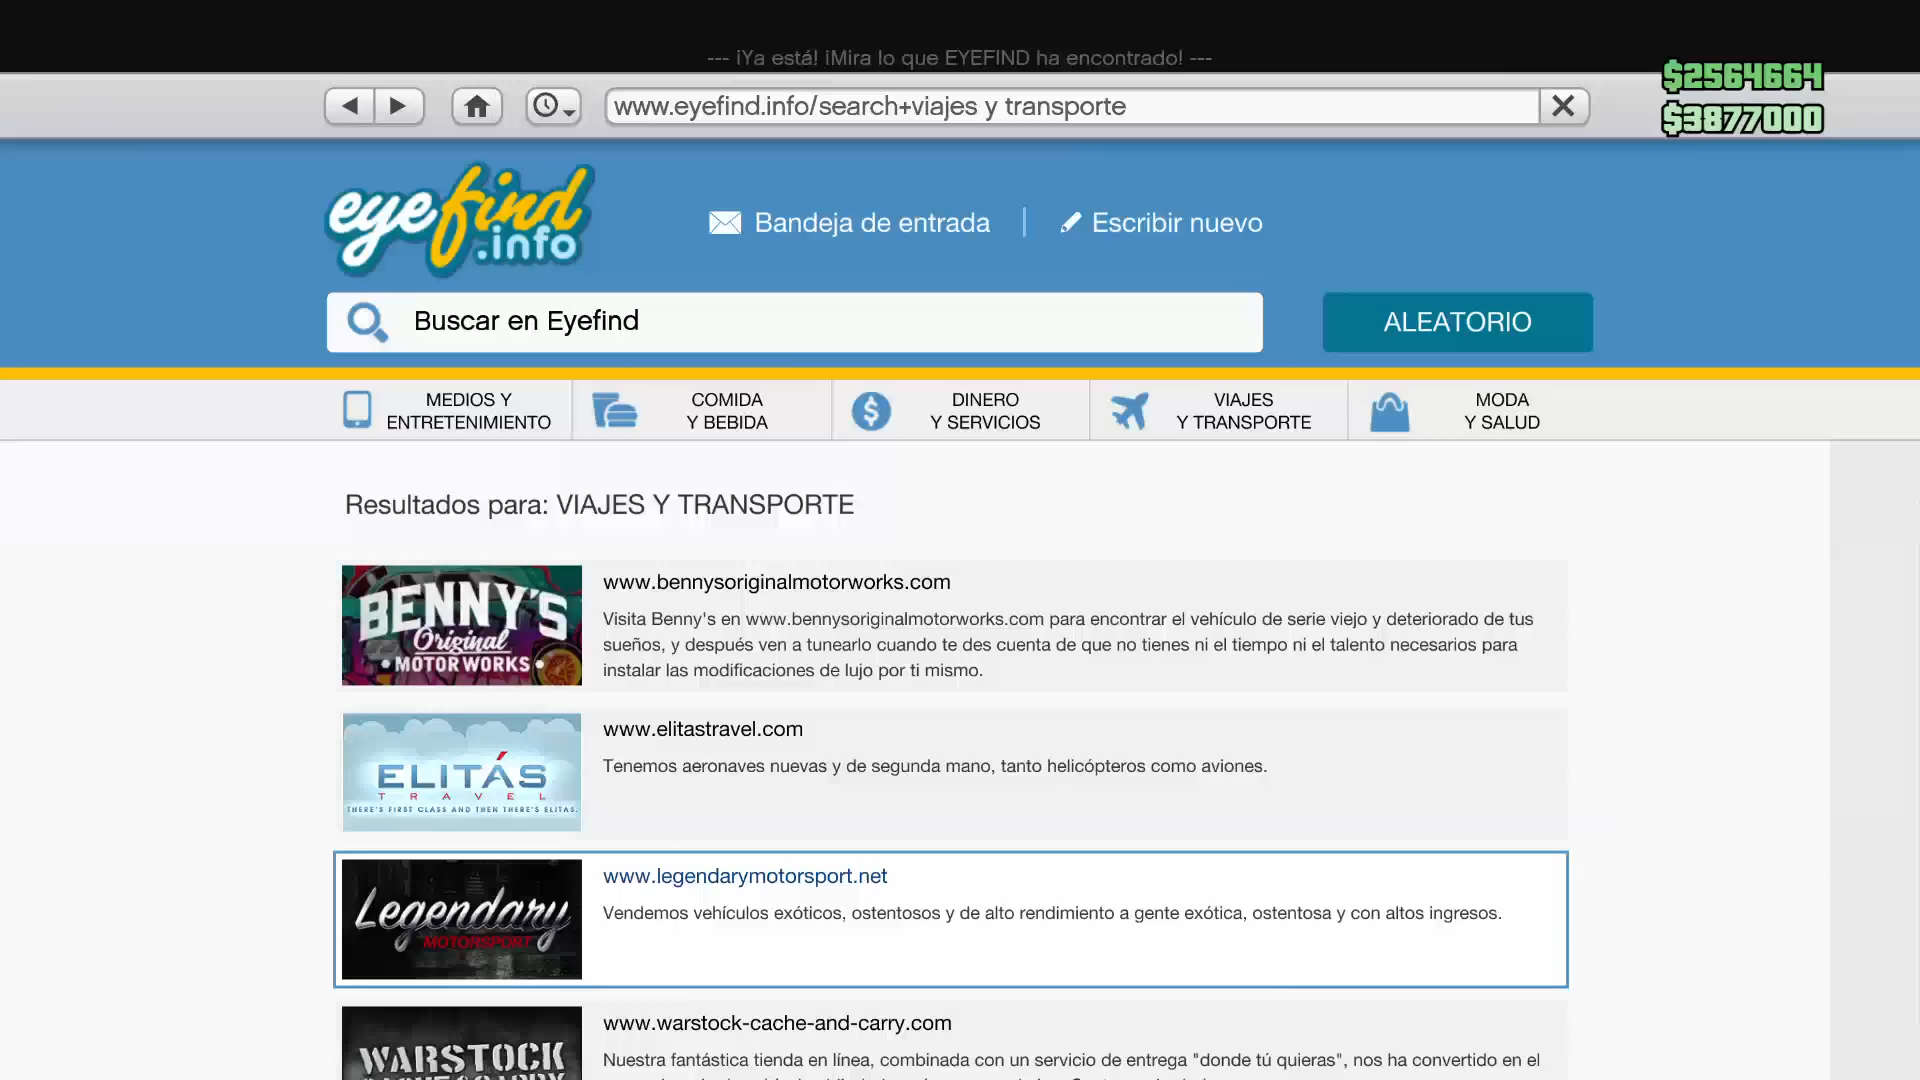 --- ¡Ya está! ¡Mira lo que EYEFIND ha encontrado! ---
$2564664
www.eyefind.info/search+viajes y transporte
$3877000
eyefind
.info
Bandeja de entrada
Escribir nuevo
Buscar en Eyefind
ALEATORIO
MEDIOS Y
ENTRETENIMIENTO
COMIDA
Y BEBIDA
DINERO
Y SERVICIOS
VIAJES
Y TRANSPORTE
MODA
Y SALUD
Resultados para: VIAJES Y TRANSPORTE
BENNY'S
Original
MOTOR WORKS
www.bennysoriginalmotorworks.com
Visita Benny's en www.bennysoriginalmotorworks.com para encontrar el vehículo de serie viejo y deteriorado de tus
sueños, y después ven a tunearlo cuando te des cuenta de que no tienes ni el tiempo ni el talento necesarios para
instalar las modificaciones de lujo por ti mismo.
ELITÁS
TRAVEL
THERE'S FIRST CLASS AND THEN THERE'S ELITAS.
www.elitastravel.com
Tenemos aeronaves nuevas y de segunda mano, tanto helicópteros como aviones.
Legendary
MOTORSPORT
www.legendarymotorsport.net
Vendemos vehículos exóticos, ostentosos y de alto rendimiento a gente exótica, ostentosa y con altos ingresos.
WARSTOCK
www.warstock-cache-and-carry.com
Nuestra fantástica tienda en línea, combinada con un servicio de entrega "donde tú quieras", nos ha convertido en el